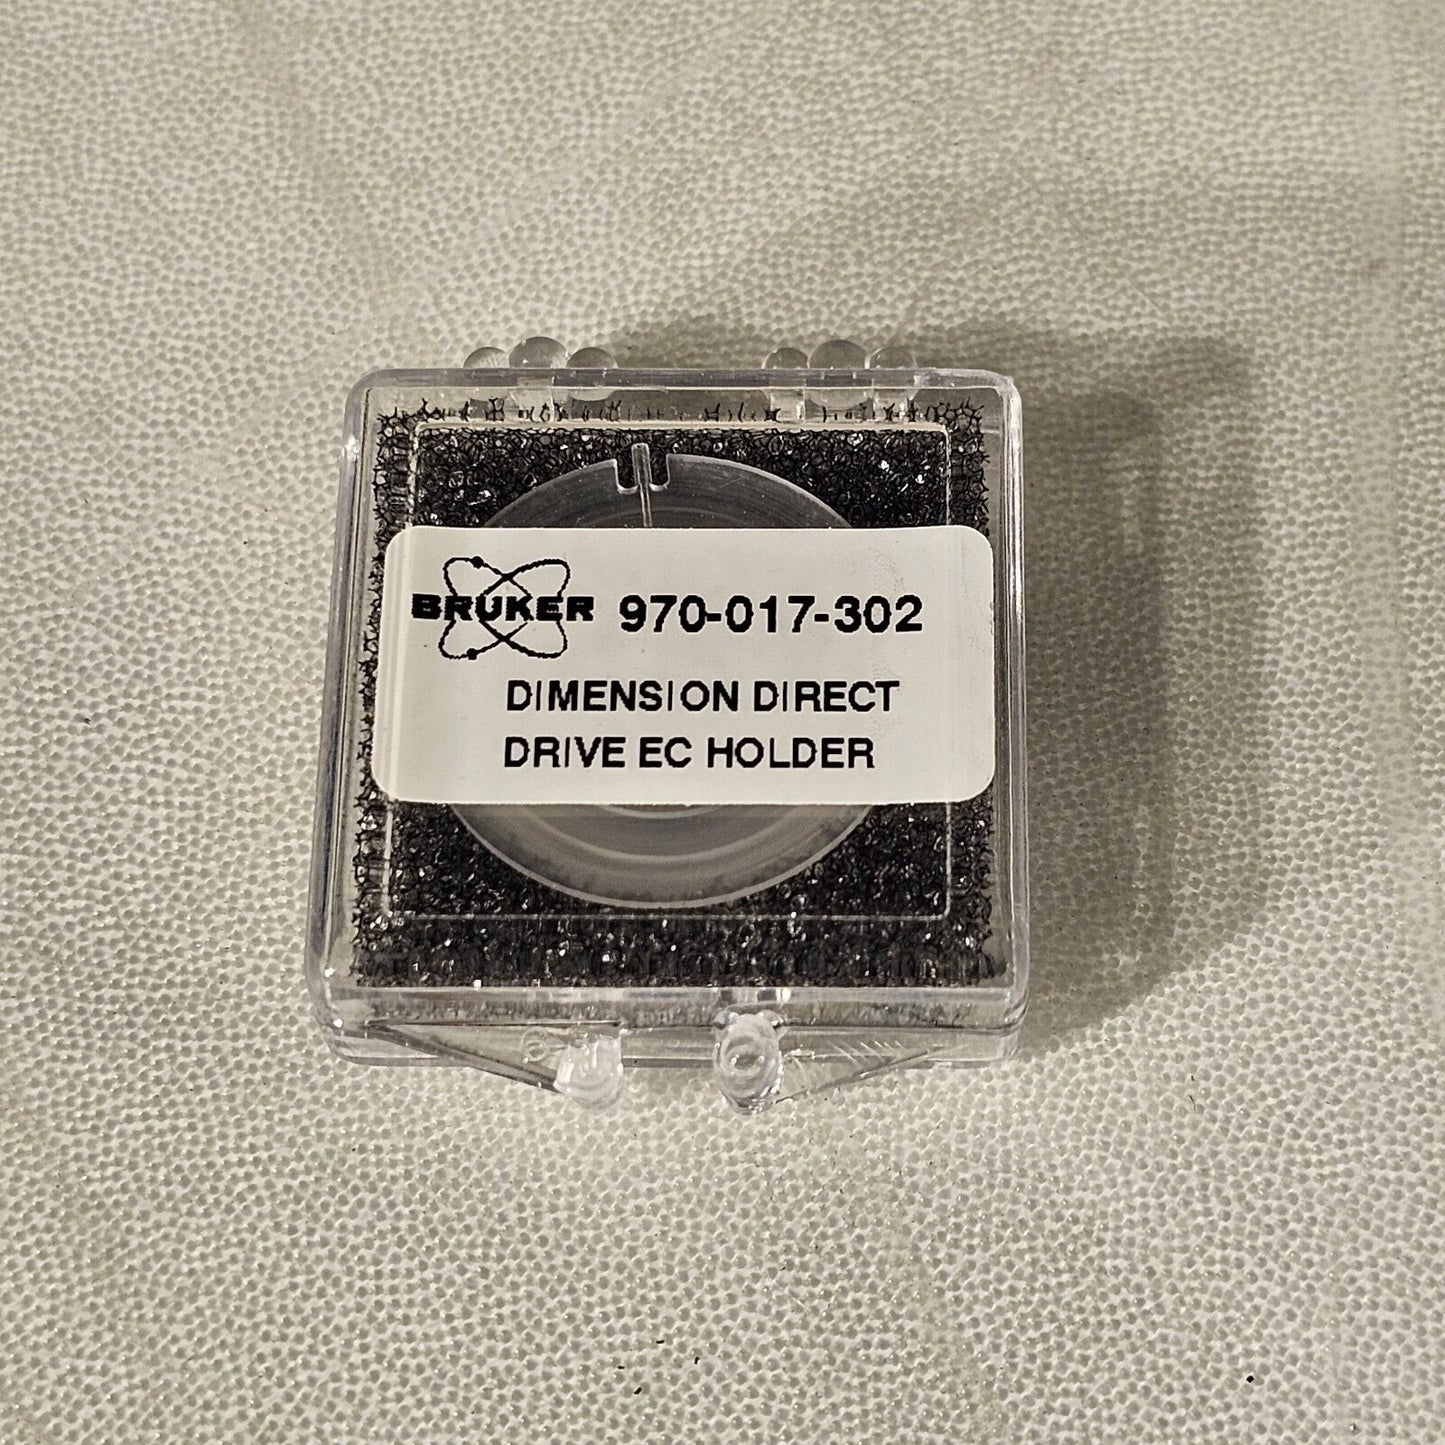 BRUKER 970-017-302
DIMENSION DIRECT
DRIVE EC HOLDER